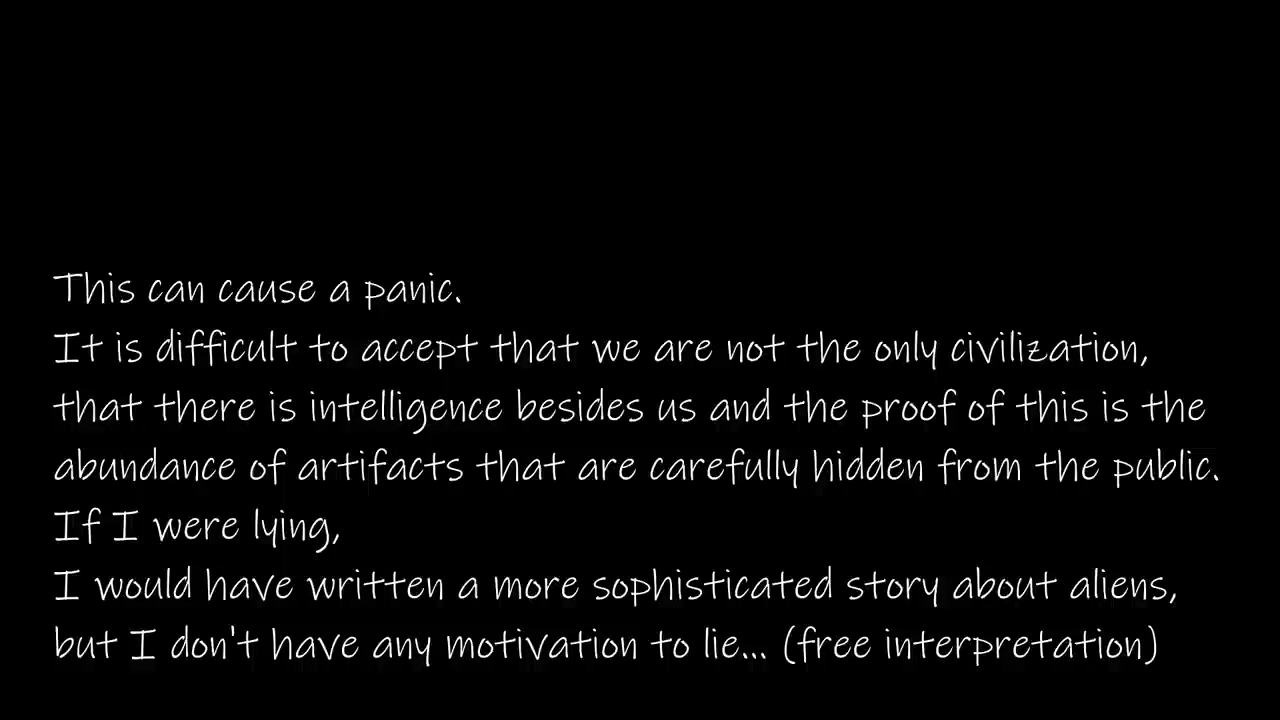 This can cause a panic.
It is difficult to accept that we are not the only civilization,
that there is intelligence besides us and the proof of this is the
abundance of artifacts that are carefully hidden from the public.
If I were lying,
I would have written a more sophisticated story about aliens,
but I don't have any motivation to lie... (free interpretation)